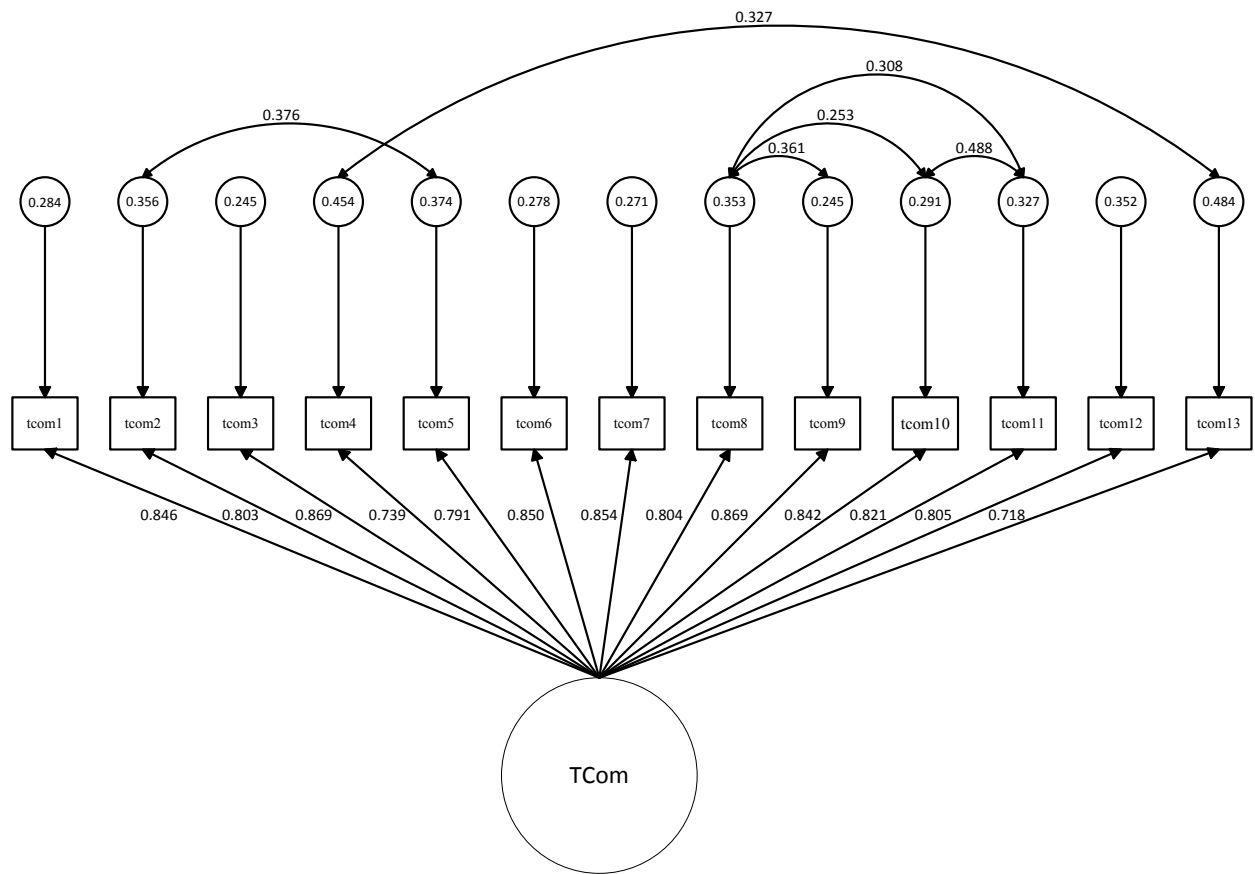 0.327
0.308
0.376
0.253
0.361
0.488
0.284 0.356 0.245 0.454 0.374 0.278 0.271 0.353 0.245 0.291 0.327 0.352 0.484
tcom1 tcom2 tcom3 tcom4 tcom5 tcom6 tcom7 tcom8 tcom9 tcom10 tcom11 tcom12 tcom13
0.846 0.803 0.869 0.739 0.791 0.850 0.854 0.804 0.869 0.842 0.821 0.805 0.718
TCom